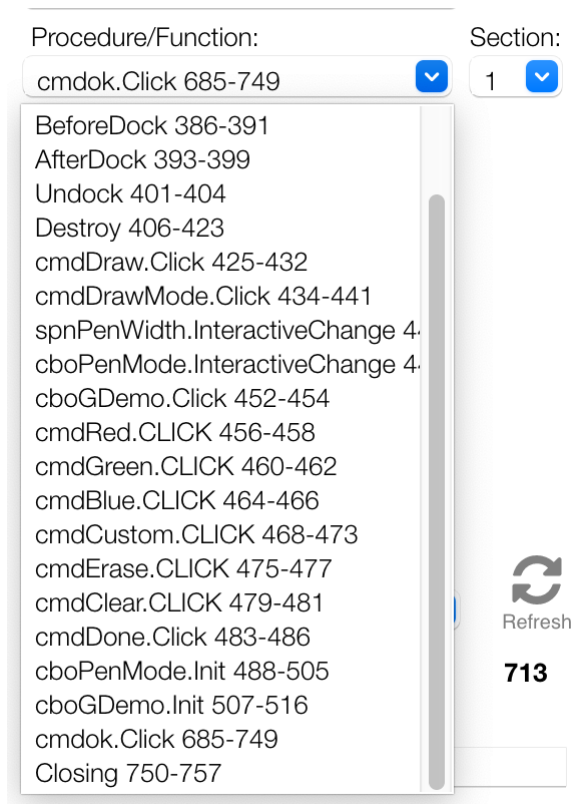 Procedure/Function: Section:
cmdok.Click 685-749 1
BeforeDock 386-391
AfterDock 393-399
Undock 401-404
Destroy 406-423
cmdDraw.Click 425-432
cmdDrawMode.Click 434-441
spnPenWidth.InteractiveChange 4
cboPenMode.InteractiveChange 4
cboGDemo.Click 452-454
cmdRed.CLICK 456-458
cmdGreen.CLICK 460-462
cmdBlue.CLICK 464-466
cmdCustom.CLICK 468-473
cmdErase.CLICK 475-477
cmdClear.CLICK 479-481
cmdDone.Click 483-486
Refresh
cboPenMode.Init 488-505
713
cboGDemo.Init 507-516
cmdok.Click 685-749
Closing 750-757